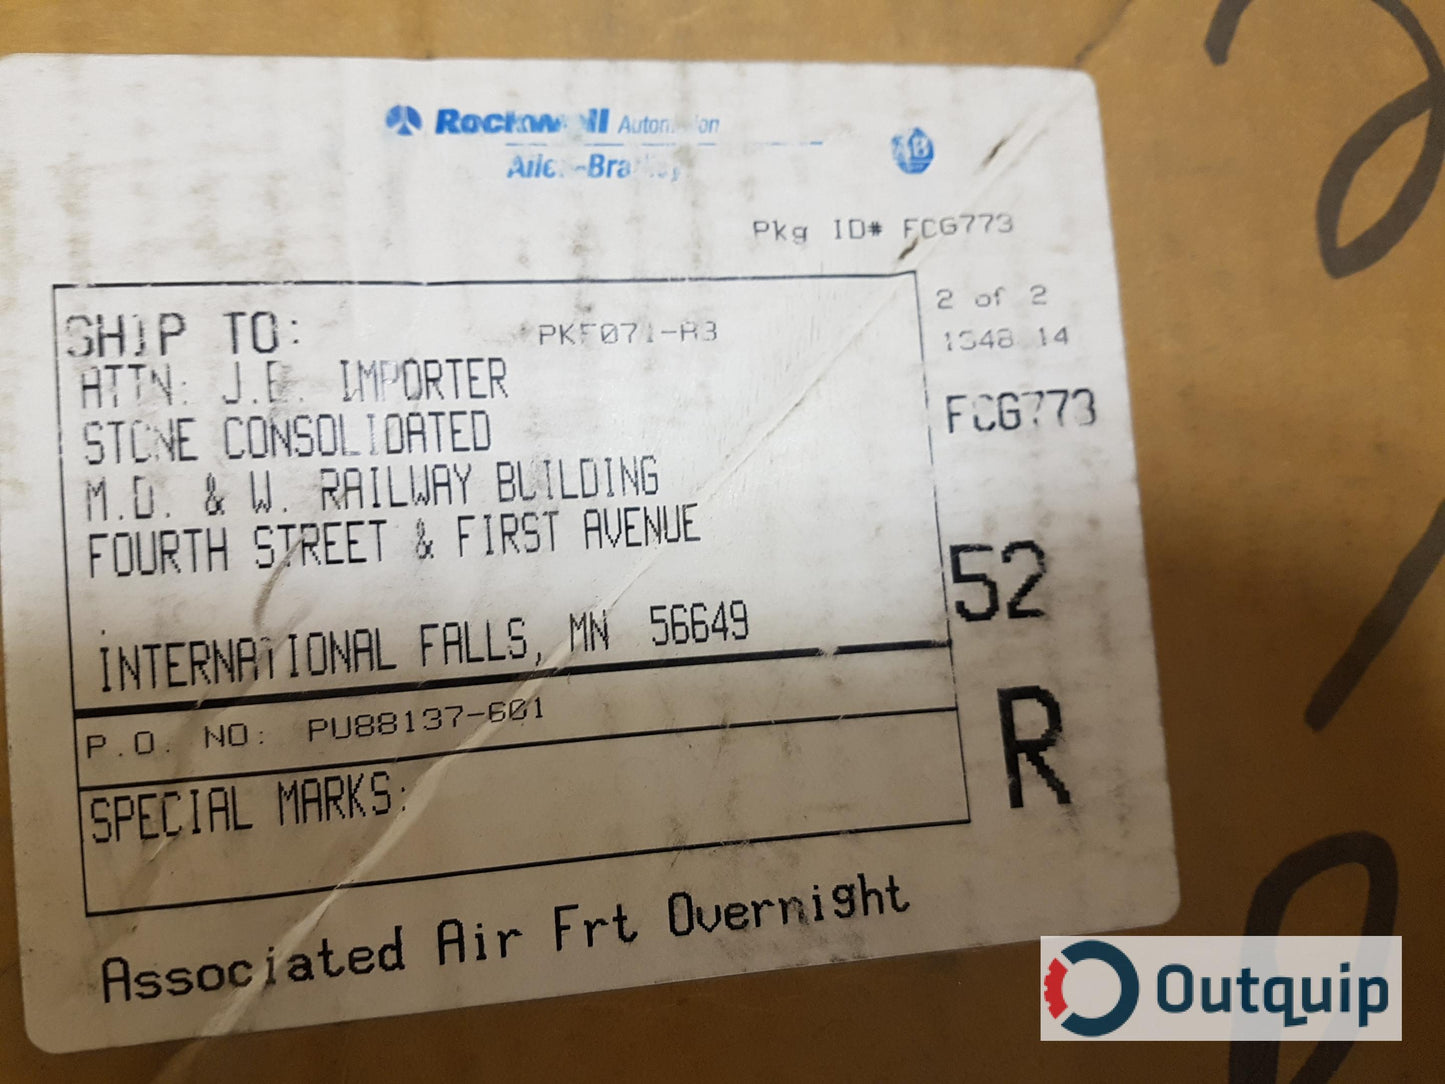 Rockwell Automation
Allen-Bradley
AB
Pkg ID# FCG773
2 of 2
14
SHIP TO: PKF071-A3
ATTN: J.E. IMPORTER
FCG773
STONE CONSOLIDATED
M.D. & W. RAILWAY BUILDING
FOURTH STREET & FIRST AVENUE
52
INTERNATIONAL FALLS, MN 56649
R
P.O. NO: PU88137-601
SPECIAL MARKS:
Associated Air Frt Overnight
Outquip